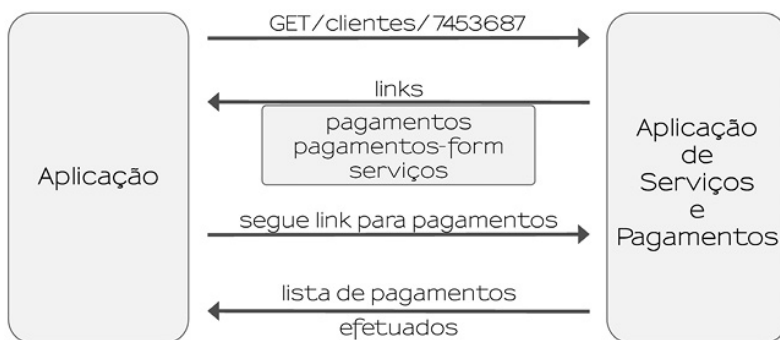 GET/clientes/7453687
links
pagamentos
pagamentos-form
serviços
Aplicação
Aplicação
de
Serviços
e
Pagamentos
segue link para pagamentos
lista de pagamentos
efetuados